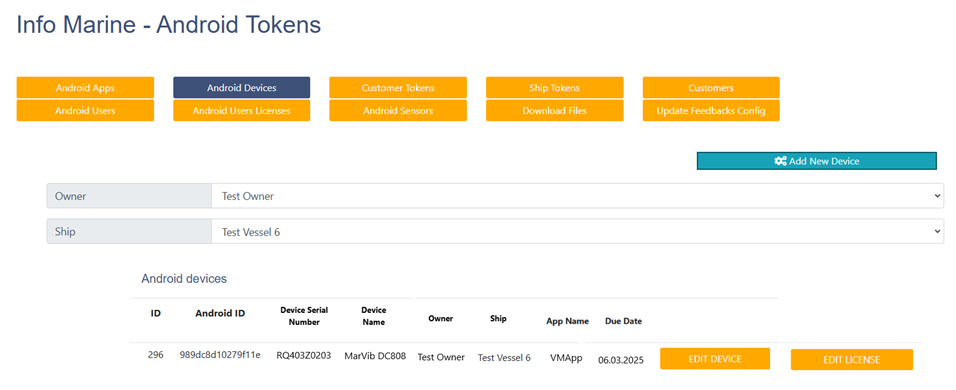 Info Marine - Android Tokens
Android Apps Android Devices Customer Tokens Ship Tokens Customers
Android Users Android Users Licenses Android Sensors Download Files Update Feedbacks Config
Add New Device
Owner Test Owner
Ship Test Vessel 6
Android devices
ID Android ID Device Serial Number Device Name Owner Ship App Name Due Date
296 989dc8d10279f11e RQ403Z0203 MarVib DC808 Test Owner Test Vessel 6 VMApp 06.03.2025 EDIT DEVICE EDIT LICENSE